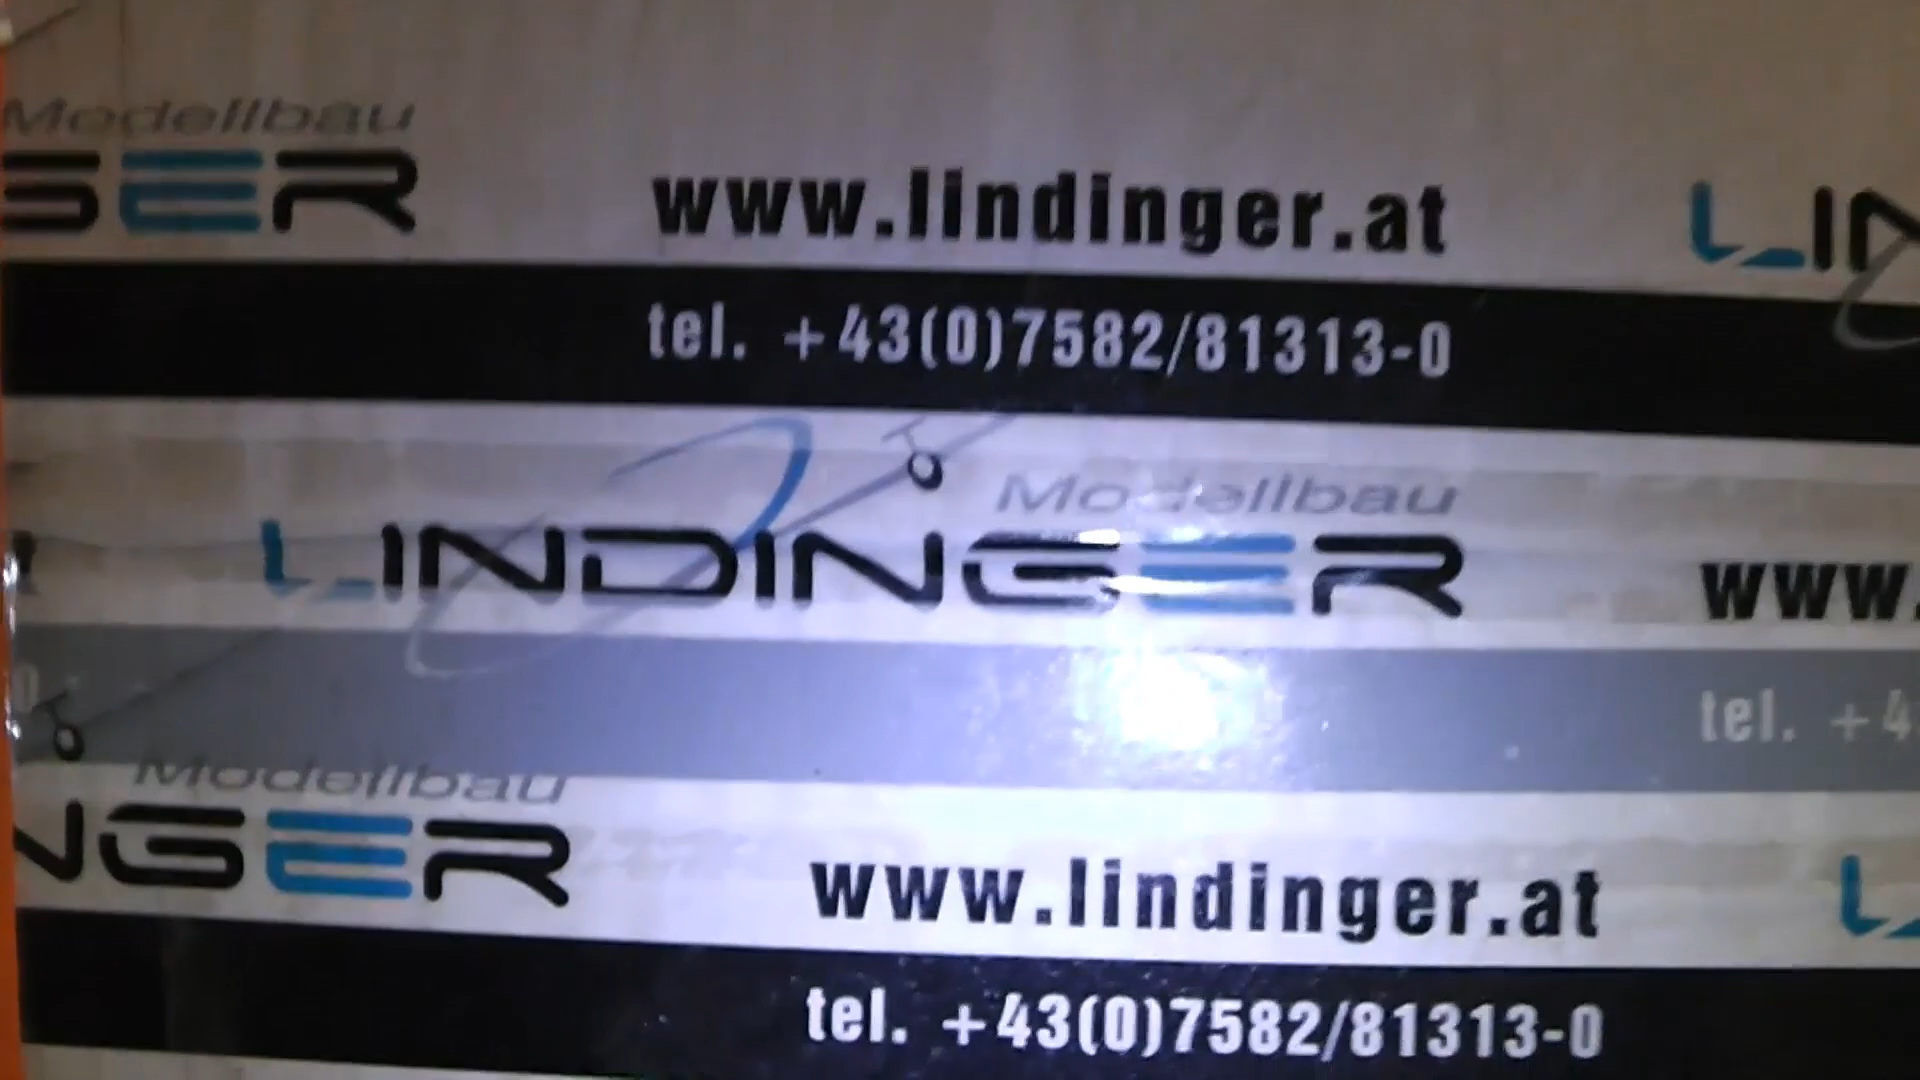 Modellbau
GER
www.lindinger.at
LIN
tel. +43(0)7582/81313-0
Modellbau
LINDINGER
www.
tel. +4
Modellbau
NGER
www.lindinger.at
tel. +43(0)7582/81313-0